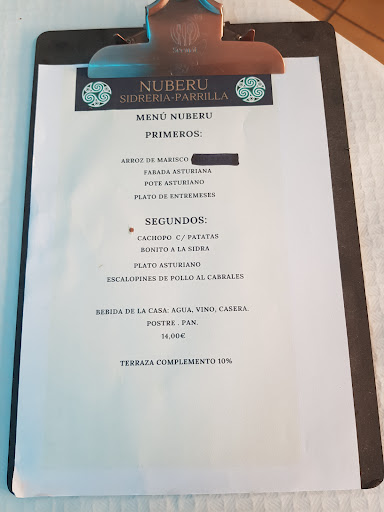 NUBERU
SIDRERIA-PARRILLA
MENÚ NUBERU
PRIMEROS:
ARROZ DE MARISCO
FABADA ASTURIANA
POTE ASTURIANO
PLATO DE ENTREMESES
SEGUNDOS:
CACHOPO C/ PATATAS
BONITO A LA SIDRA
PLATO ASTURIANO
ESCALOPINES DE POLLO AL CABRALES
BEBIDA DE LA CASA: AGUA, VINO, CASERA.
POSTRE . PAN.
14,00€
TERRAZA COMPLEMENTO 10%